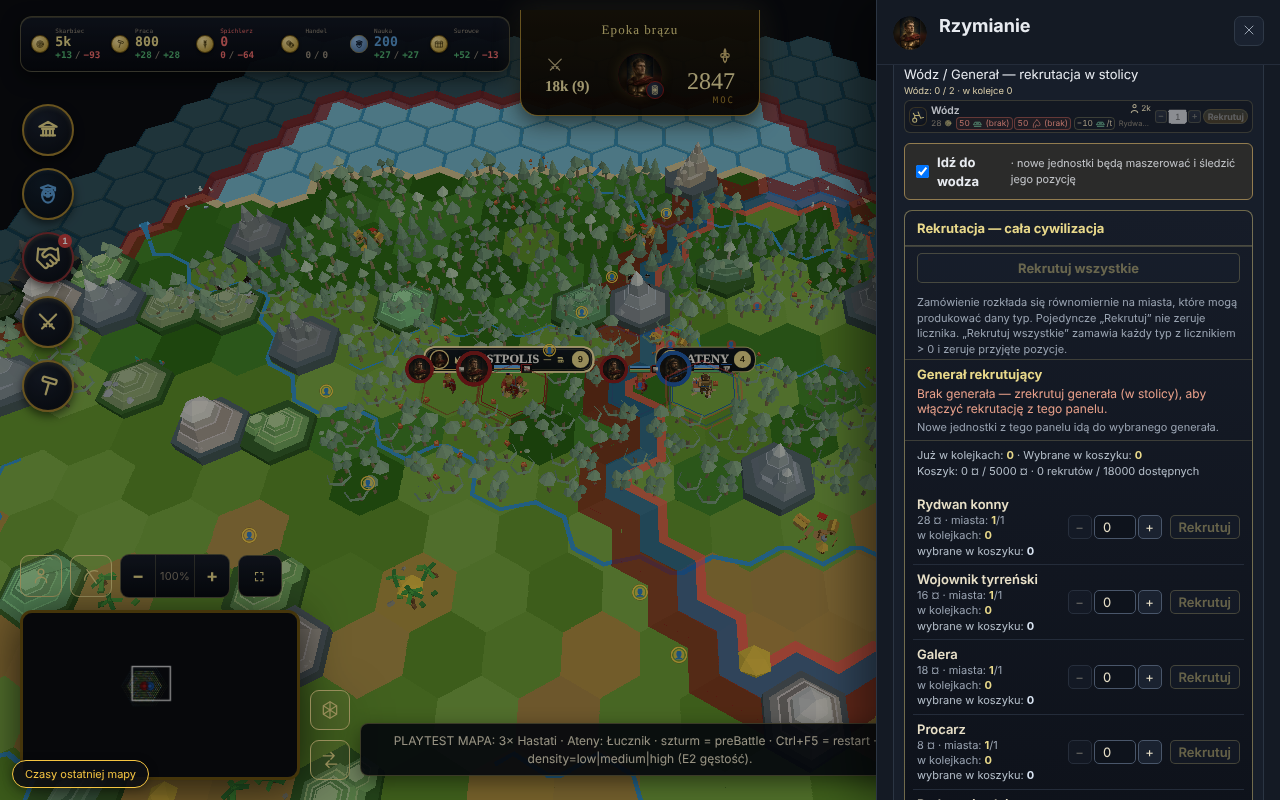 Skarbiec
5k
+13 / −93
Praca
800
+28 / +28
Spichlerz
0
0 / −64
Handel
0 / 0
Nauka
200
+27 / +27
Surowce
+52 / −13
Epoka brązu
18k (9)
2847
MOC
1
STPOLIS
9
ATENY
4
100%
Czasy ostatniej mapy
PLAYTEST MAPA: 3× Hastati · Ateny: Łucznik · szturm = preBattle · Ctrl+F5 = restart ·
density=low|medium|high (E2 gęstość).
Rzymianie
Wódz / Generał — rekrutacja w stolicy
Wódz: 0 / 2 · w kolejce 0
Wódz
2k
28
50 (brak)
50 (brak)
−10 /t
Rydwa…
− 1 +
Rekrutuj
Idź do wodza
· nowe jednostki będą maszerować i śledzić
jego pozycję
Rekrutacja — cała cywilizacja
Rekrutuj wszystkie
Zamówienie rozkłada się równomiernie na miasta, które mogą
produkować dany typ. Pojedyncze „Rekrutuj” nie zeruje
licznika. „Rekrutuj wszystkie” zamawia każdy typ z licznikiem
> 0 i zeruje przyjęte pozycje.
Generał rekrutujący
Brak generała — zrekrutuj generała (w stolicy), aby
włączyć rekrutację z tego panelu.
Nowe jednostki z tego panelu idą do wybranego generała.
Już w kolejkach: 0 · Wybrane w koszyku: 0
Koszyk: 0 ¤ / 5000 ¤ · 0 rekrutów / 18000 dostępnych
Rydwan konny
28 ¤ · miasta: 1/1
w kolejkach: 0
wybrane w koszyku: 0
− 0 + Rekrutuj
Wojownik tyrreński
16 ¤ · miasta: 1/1
w kolejkach: 0
wybrane w koszyku: 0
− 0 + Rekrutuj
Galera
18 ¤ · miasta: 1/1
w kolejkach: 0
wybrane w koszyku: 0
− 0 + Rekrutuj
Procarz
8 ¤ · miasta: 1/1
w kolejkach: 0
wybrane w koszyku: 0
− 0 + Rekrutuj